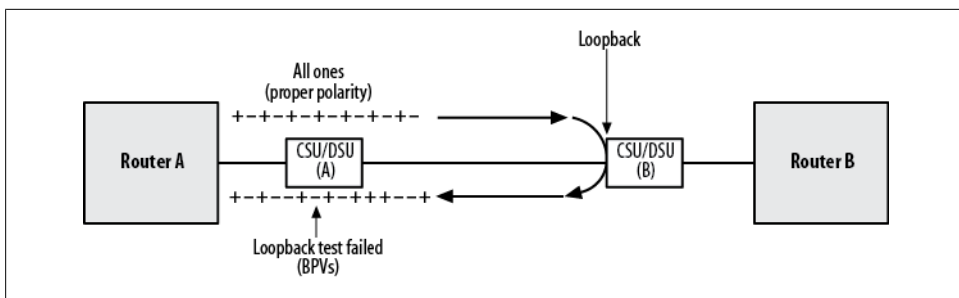 Loopback
All ones
(proper polarity)
+–+–+–+–+–+–+–
Router A
CSU/DSU
(A)
CSU/DSU
(B)
Router B
+–+––+–+–+++––+
Loopback test failed
(BPVs)